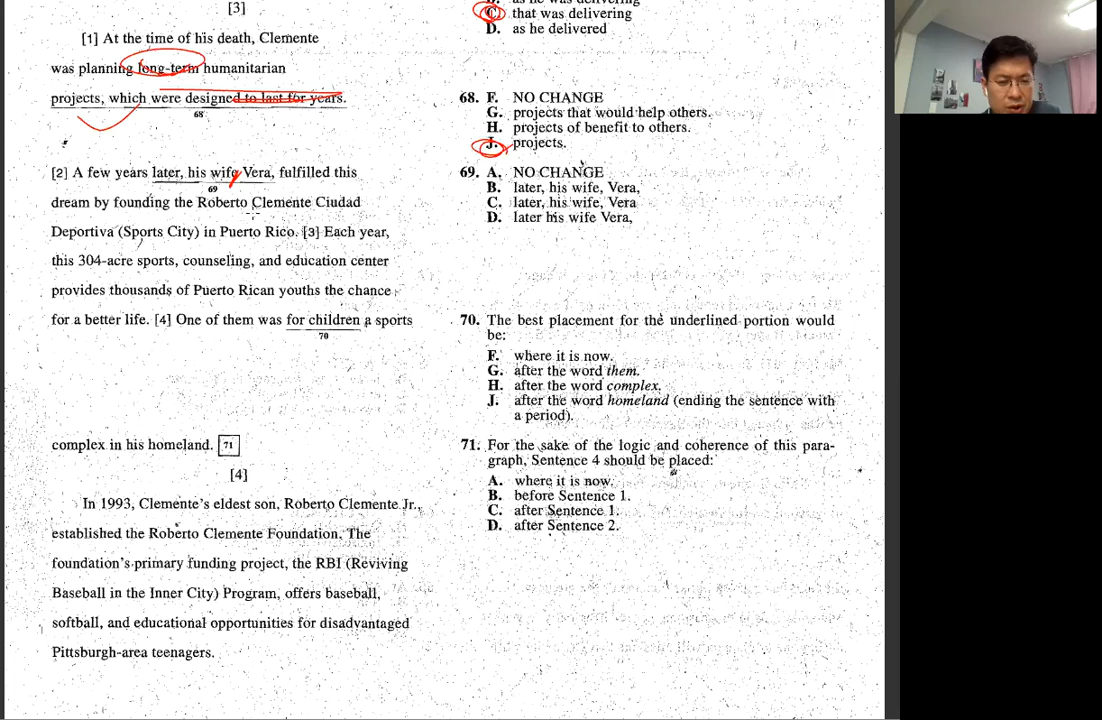 [3]
[1] At the time of his death, Clemente
was planning long-term humanitarian
projects, which were designed to last for years.
68
[2] A few years later, his wife Vera, fulfilled this
69
dream by founding the Roberto Clemente Ciudad
Deportiva (Sports City) in Puerto Rico. [3] Each year,
this 304-acre sports, counseling, and education center
provides thousands of Puerto Rican youths the chance
for a better life. [4] One of them was for children a sports
70
complex in his homeland. 71
[4]
In 1993, Clemente's eldest son, Roberto Clemente Jr.,
established the Roberto Clemente Foundation. The
foundation's primary funding project, the RBI (Reviving
Baseball in the Inner City) Program, offers baseball,
softball, and educational opportunities for disadvantaged
Pittsburgh-area teenagers.
C. that was delivering
D. as he delivered
68. F. NO CHANGE
G. projects that would help others.
H. projects of benefit to others.
J. projects.
69. A. NO CHANGE
B. later, his wife, Vera,
C. later, his wife, Vera
D. later his wife Vera,
70. The best placement for the underlined portion would
be:
F. where it is now.
G. after the word them.
H. after the word complex.
J. after the word homeland (ending the sentence with
a period).
71. For the sake of the logic and coherence of this para-
graph, Sentence 4 should be placed:
A. where it is now.
B. before Sentence 1.
C. after Sentence 1.
D. after Sentence 2.